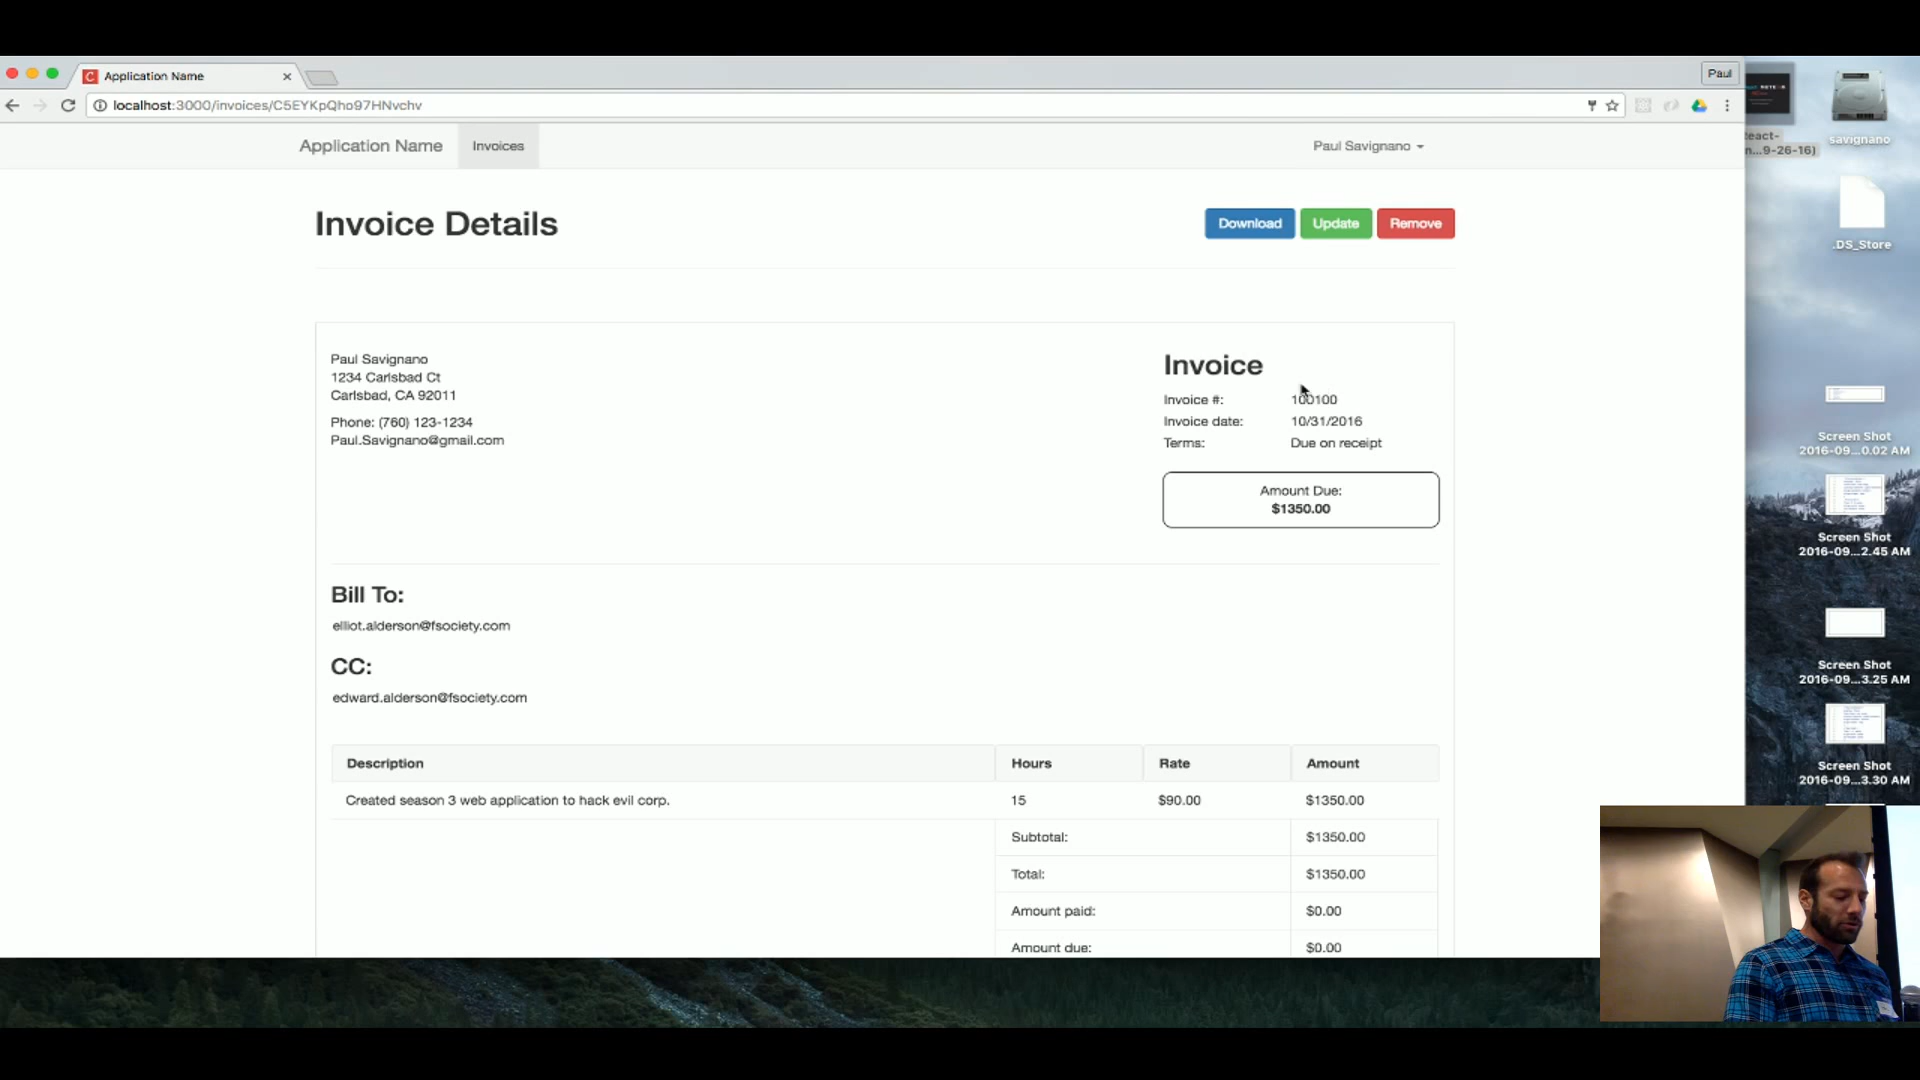 Application Name
Paul
localhost:3000/invoices/C5EYKpQho97HNvchv
Application Name
Invoices
Paul Savignano
Invoice Details
Download
Update
Remove
Paul Savignano
1234 Carlsbad Ct
Carlsbad, CA 92011
Phone: (760) 123-1234
Paul.Savignano@gmail.com
Invoice
Invoice #: 100100
Invoice date: 10/31/2016
Terms: Due on receipt
Amount Due:
$1350.00
Bill To:
elliot.alderson@fsociety.com
CC:
edward.alderson@fsociety.com
Description Hours Rate Amount
Created season 3 web application to hack evil corp. 15 $90.00 $1350.00
Subtotal: $1350.00
Total: $1350.00
Amount paid: $0.00
Amount due: $0.00
n...9-26-16)
savignano
.DS_Store
Screen Shot
2016-09...0.02 AM
Screen Shot
2016-09...2.45 AM
Screen Shot
2016-09...3.25 AM
Screen Shot
2016-09...3.30 AM